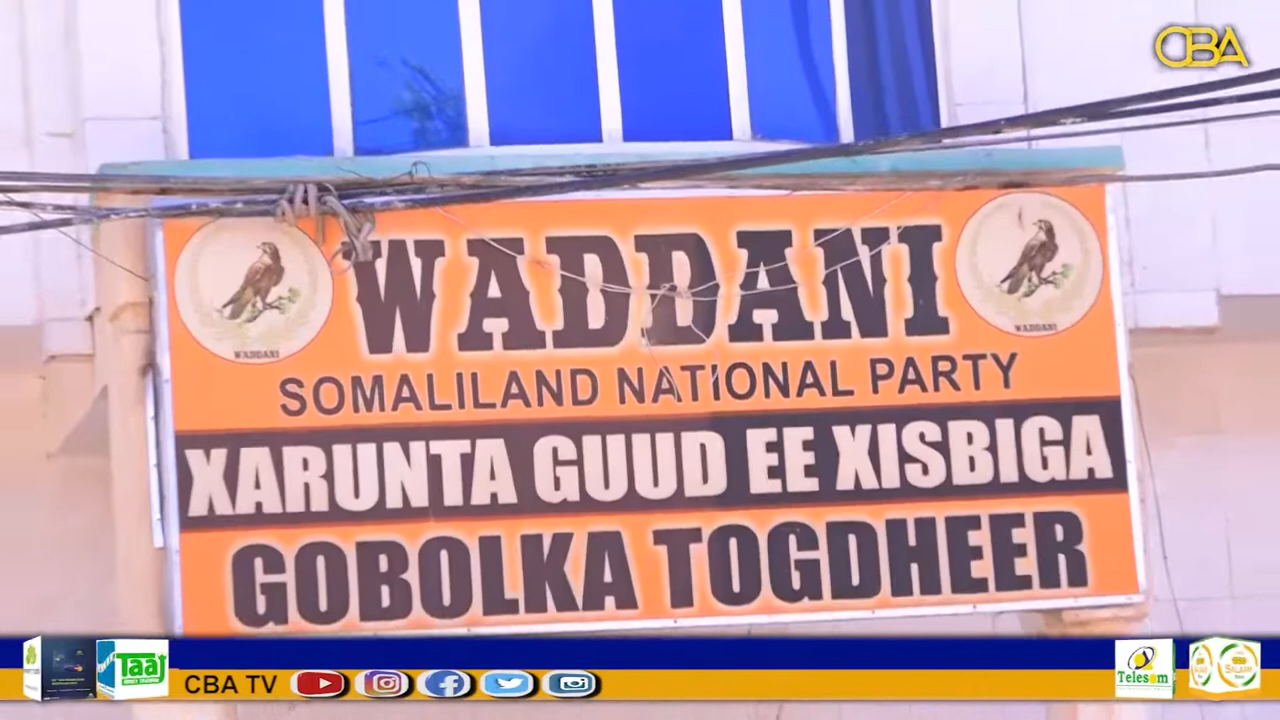 CBA
WADDANI
WADDANI
WADDANI
SOMALILAND NATIONAL PARTY
XARUNTA GUUD EE XISBIGA
GOBOLKA TOGDHEER
Taaj
CBA TV
Telesom